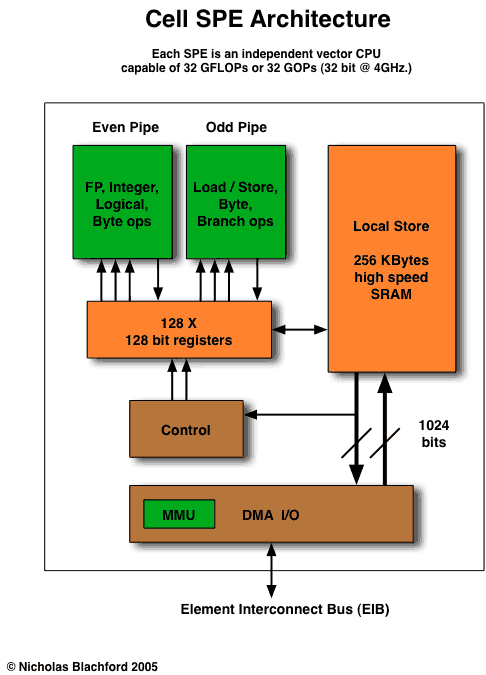 Cell SPE Architecture
Each SPE is an independent vector CPU
capable of 32 GFLOPs or 32 GOPs (32 bit @ 4GHz.)
Even Pipe
Odd Pipe
FP, Integer,
Logical,
Byte ops
Load / Store,
Byte,
Branch ops
Local Store
256 KBytes
high speed
SRAM
128 X
128 bit registers
Control
1024
bits
MMU
DMA I/O
Element Interconnect Bus (EIB)
© Nicholas Blachford 2005